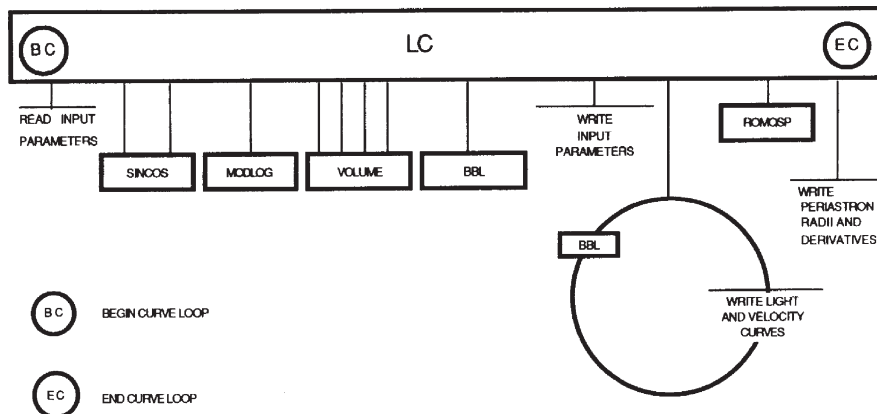 BC
LC
EC
READ INPUT
PARAMETERS
SINCOS
MODLOG
VOLUME
BBL
WRITE
INPUT
PARAMETERS
ROMQSP
WRITE
PERIASTRON
RADII AND
DERIVATIVES
BBL
WRITE LIGHT
AND VELOCITY
CURVES
BC
BEGIN CURVE LOOP
EC
END CURVE LOOP